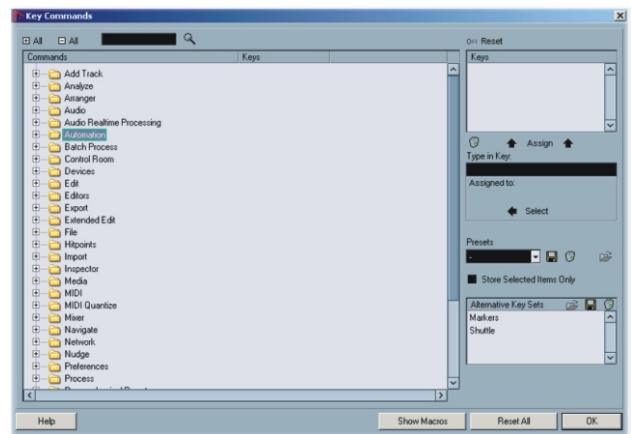 Key Commands
All All
Reset
Commands Keys
Add Track
Analyze
Arranger
Audio
Audio Realtime Processing
Automation
Batch Process
Control Room
Devices
Edit
Editors
Export
Extended Edit
File
Hitpoints
Import
Inspector
Media
MIDI
MIDI Quantize
Mixer
Navigate
Network
Nudge
Preferences
Process
Keys
Assign
Type in Key:
Assigned to:
Select
Presets
-
Store Selected Items Only
Alternative Key Sets
Markers
Shuttle
Help
Show Macros
Reset All
OK